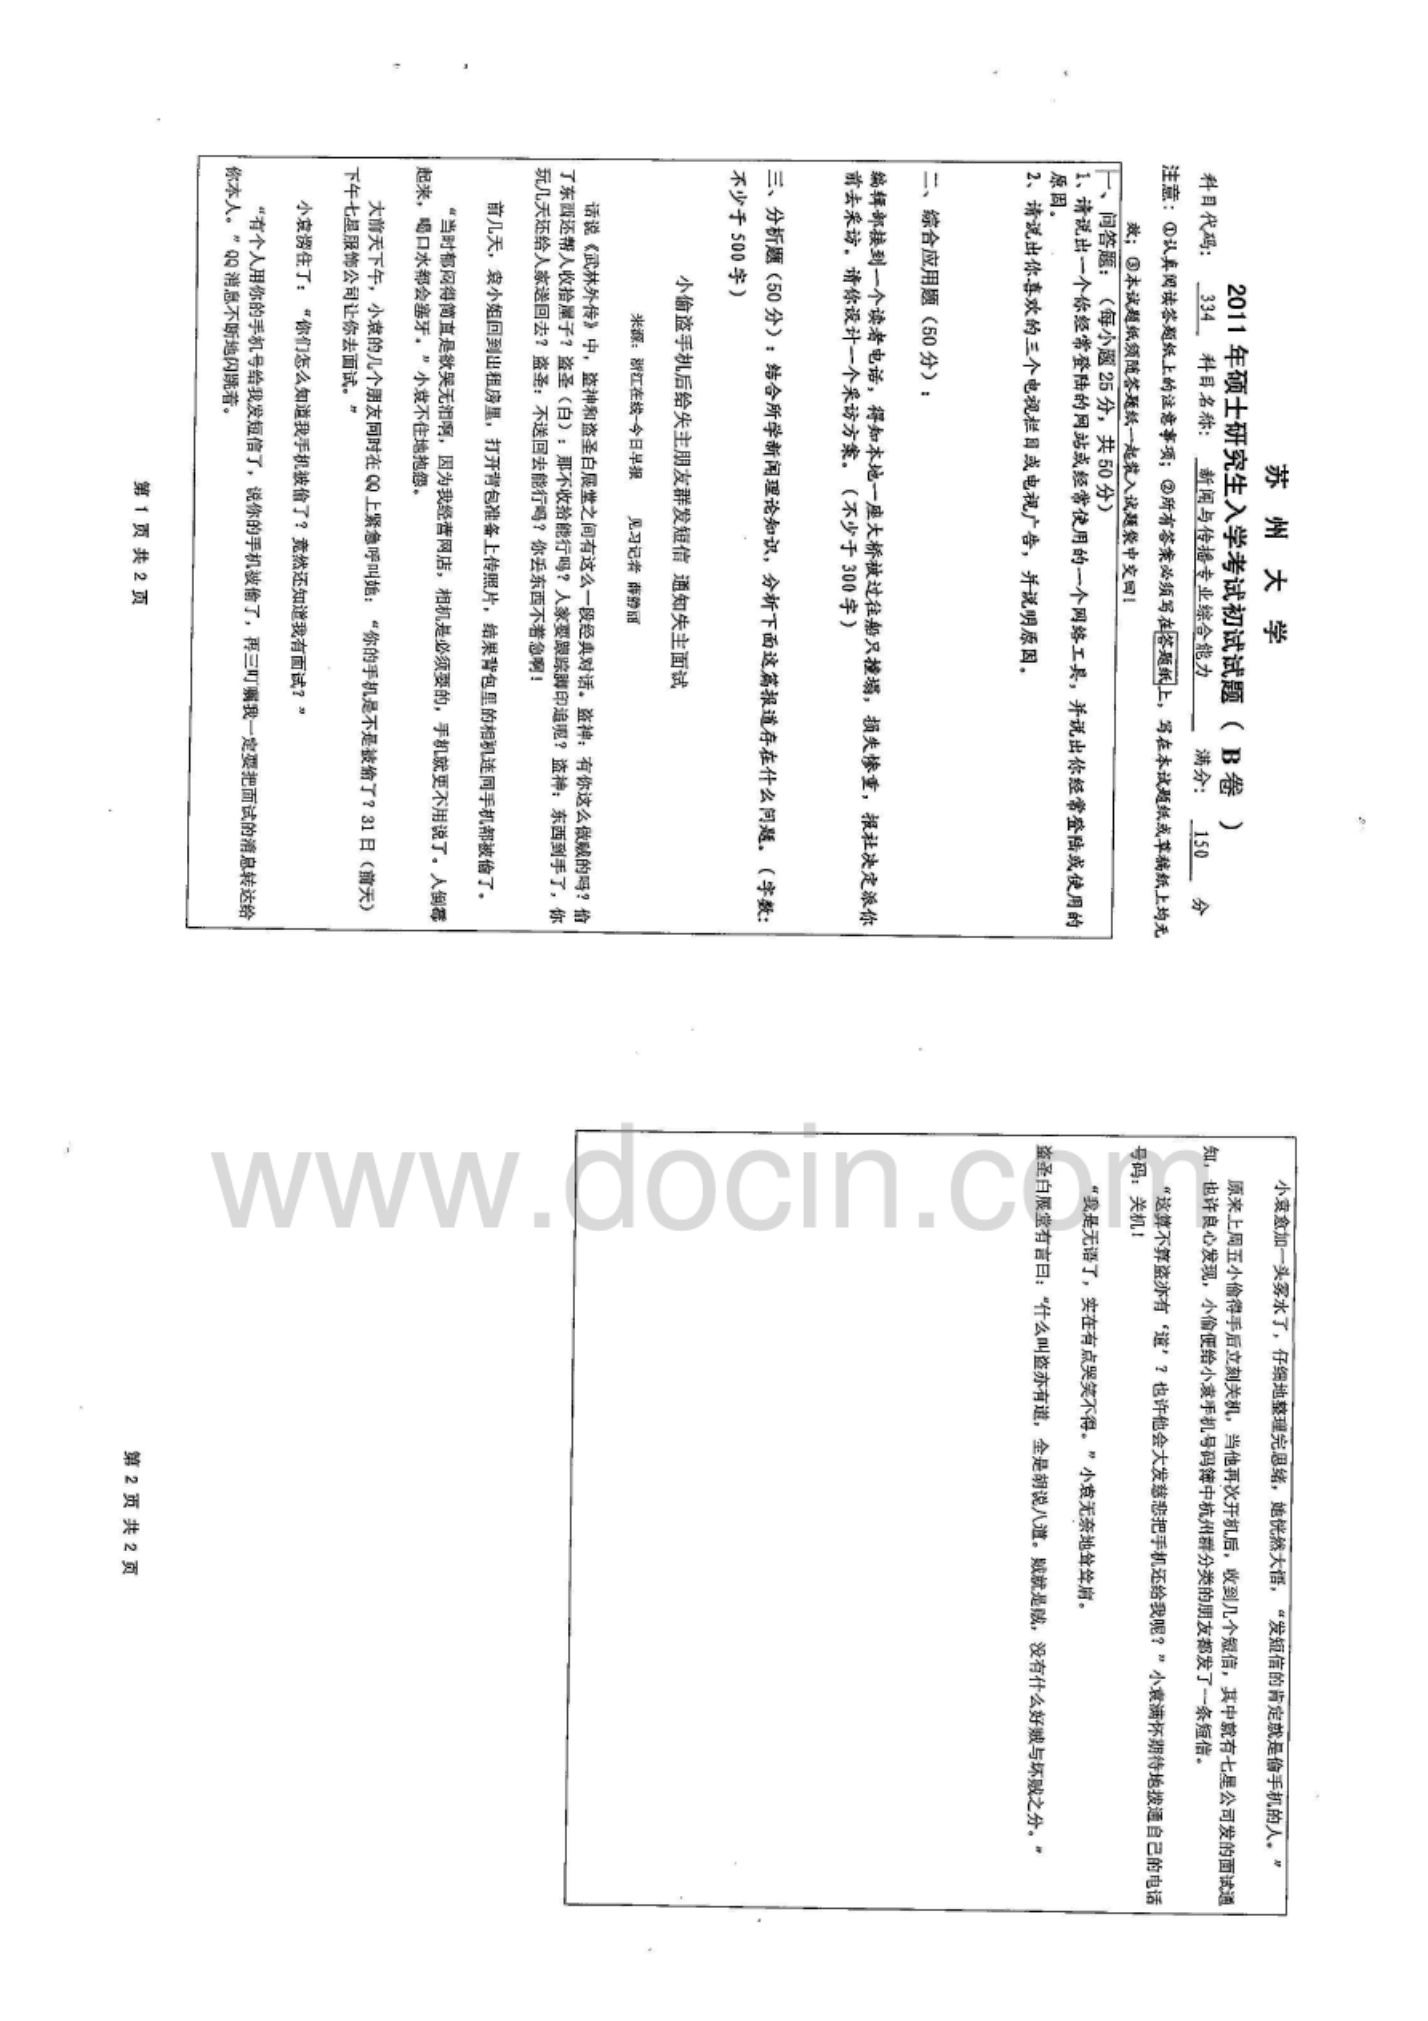 苏 州 大 学
2011 年硕士研究生入学考试初试试题（ B 卷 ）
科目代码： 334 科目名称： 新闻与传播专业综合能力 满分： 150 分
注意：①认真阅读答题纸上的注意事项；②所有答案必须写在答题纸上，写在本试题纸或草稿纸上均无
效；③本试题纸须随答题纸一起装入试题袋中交回！
一、问答题：（每小题 25 分，共 50 分）
1、请说出一个你经常登陆的网站或经常使用的一个网络工具，并说出你经常登陆或使用的
原因。
2、请说出你喜欢的三个电视栏目或电视广告，并说明原因。
二、综合应用题（50 分）：
编辑部接到一个读者电话，得知本地一座大桥被过往船只撞塌，损失惨重，报社决定派你
前去采访。请你设计一个采访方案。（不少于 300 字）
三、分析题（50 分）：结合所学新闻理论知识，分析下面这篇报道存在什么问题。（字数：
不少于 500 字）
小偷盗手机后给失主朋友群发短信 通知失主面试
来源：浙江在线-今日早报 见习记者 薛静丽
话说《武林外传》中，盗神和盗圣白展堂之间有这么一段经典对话。盗神：有你这么做贼的吗？偷
了东西还帮人收拾屋子？盗圣（白）：那不收拾能行吗？人家要跟踪脚印追呢？盗神：东西到手了，你
玩几天还给人家送回去？盗圣：不送回去能行吗？你丢东西不着急啊！
前几天，袁小姐回到出租房里，打开背包准备上传照片，结果背包里的相机连同手机都被偷了。
“当时郁闷得简直是欲哭无泪啊，因为我经营网店，相机是必须要的，手机就更不用说了。人倒霉
起来，喝口水都会塞牙。”小袁不住地抱怨。
大前天下午，小袁的几个朋友同时在 QQ 上紧急呼叫她：“你的手机是不是被偷了？31 日（前天）
下午七星服饰公司让你去面试。”
小袁愣住了：“你们怎么知道我手机被偷了？竟然还知道我有面试？”
“有个人用你的手机号给我发短信了，说你的手机被偷了，再三叮嘱我一定要把面试的消息转达给
你本人。”QQ 消息不断地闪跳着。
第 1 页 共 2 页
小袁愈加一头雾水了，仔细地整理完思绪，她恍然大悟，“发短信的肯定就是偷手机的人。”
原来上周五小偷得手后立刻关机，当他再次开机后，收到几个短信，其中就有七星公司发的面试通
知，也许良心发现，小偷便给小袁手机号码簿中杭州群分类的朋友都发了一条短信。
“这算不算盗亦有‘道’？也许他会大发慈悲把手机还给我呢？”小袁满怀期待地拨通自己的电话
号码：关机！
“我是无语了，实在有点哭笑不得。”小袁无奈地耸耸肩。
盗圣白展堂有言曰：“什么叫盗亦有道，全是胡说八道。贼就是贼，没有什么好贼与坏贼之分。”
第 2 页 共 2 页
www.docin.com